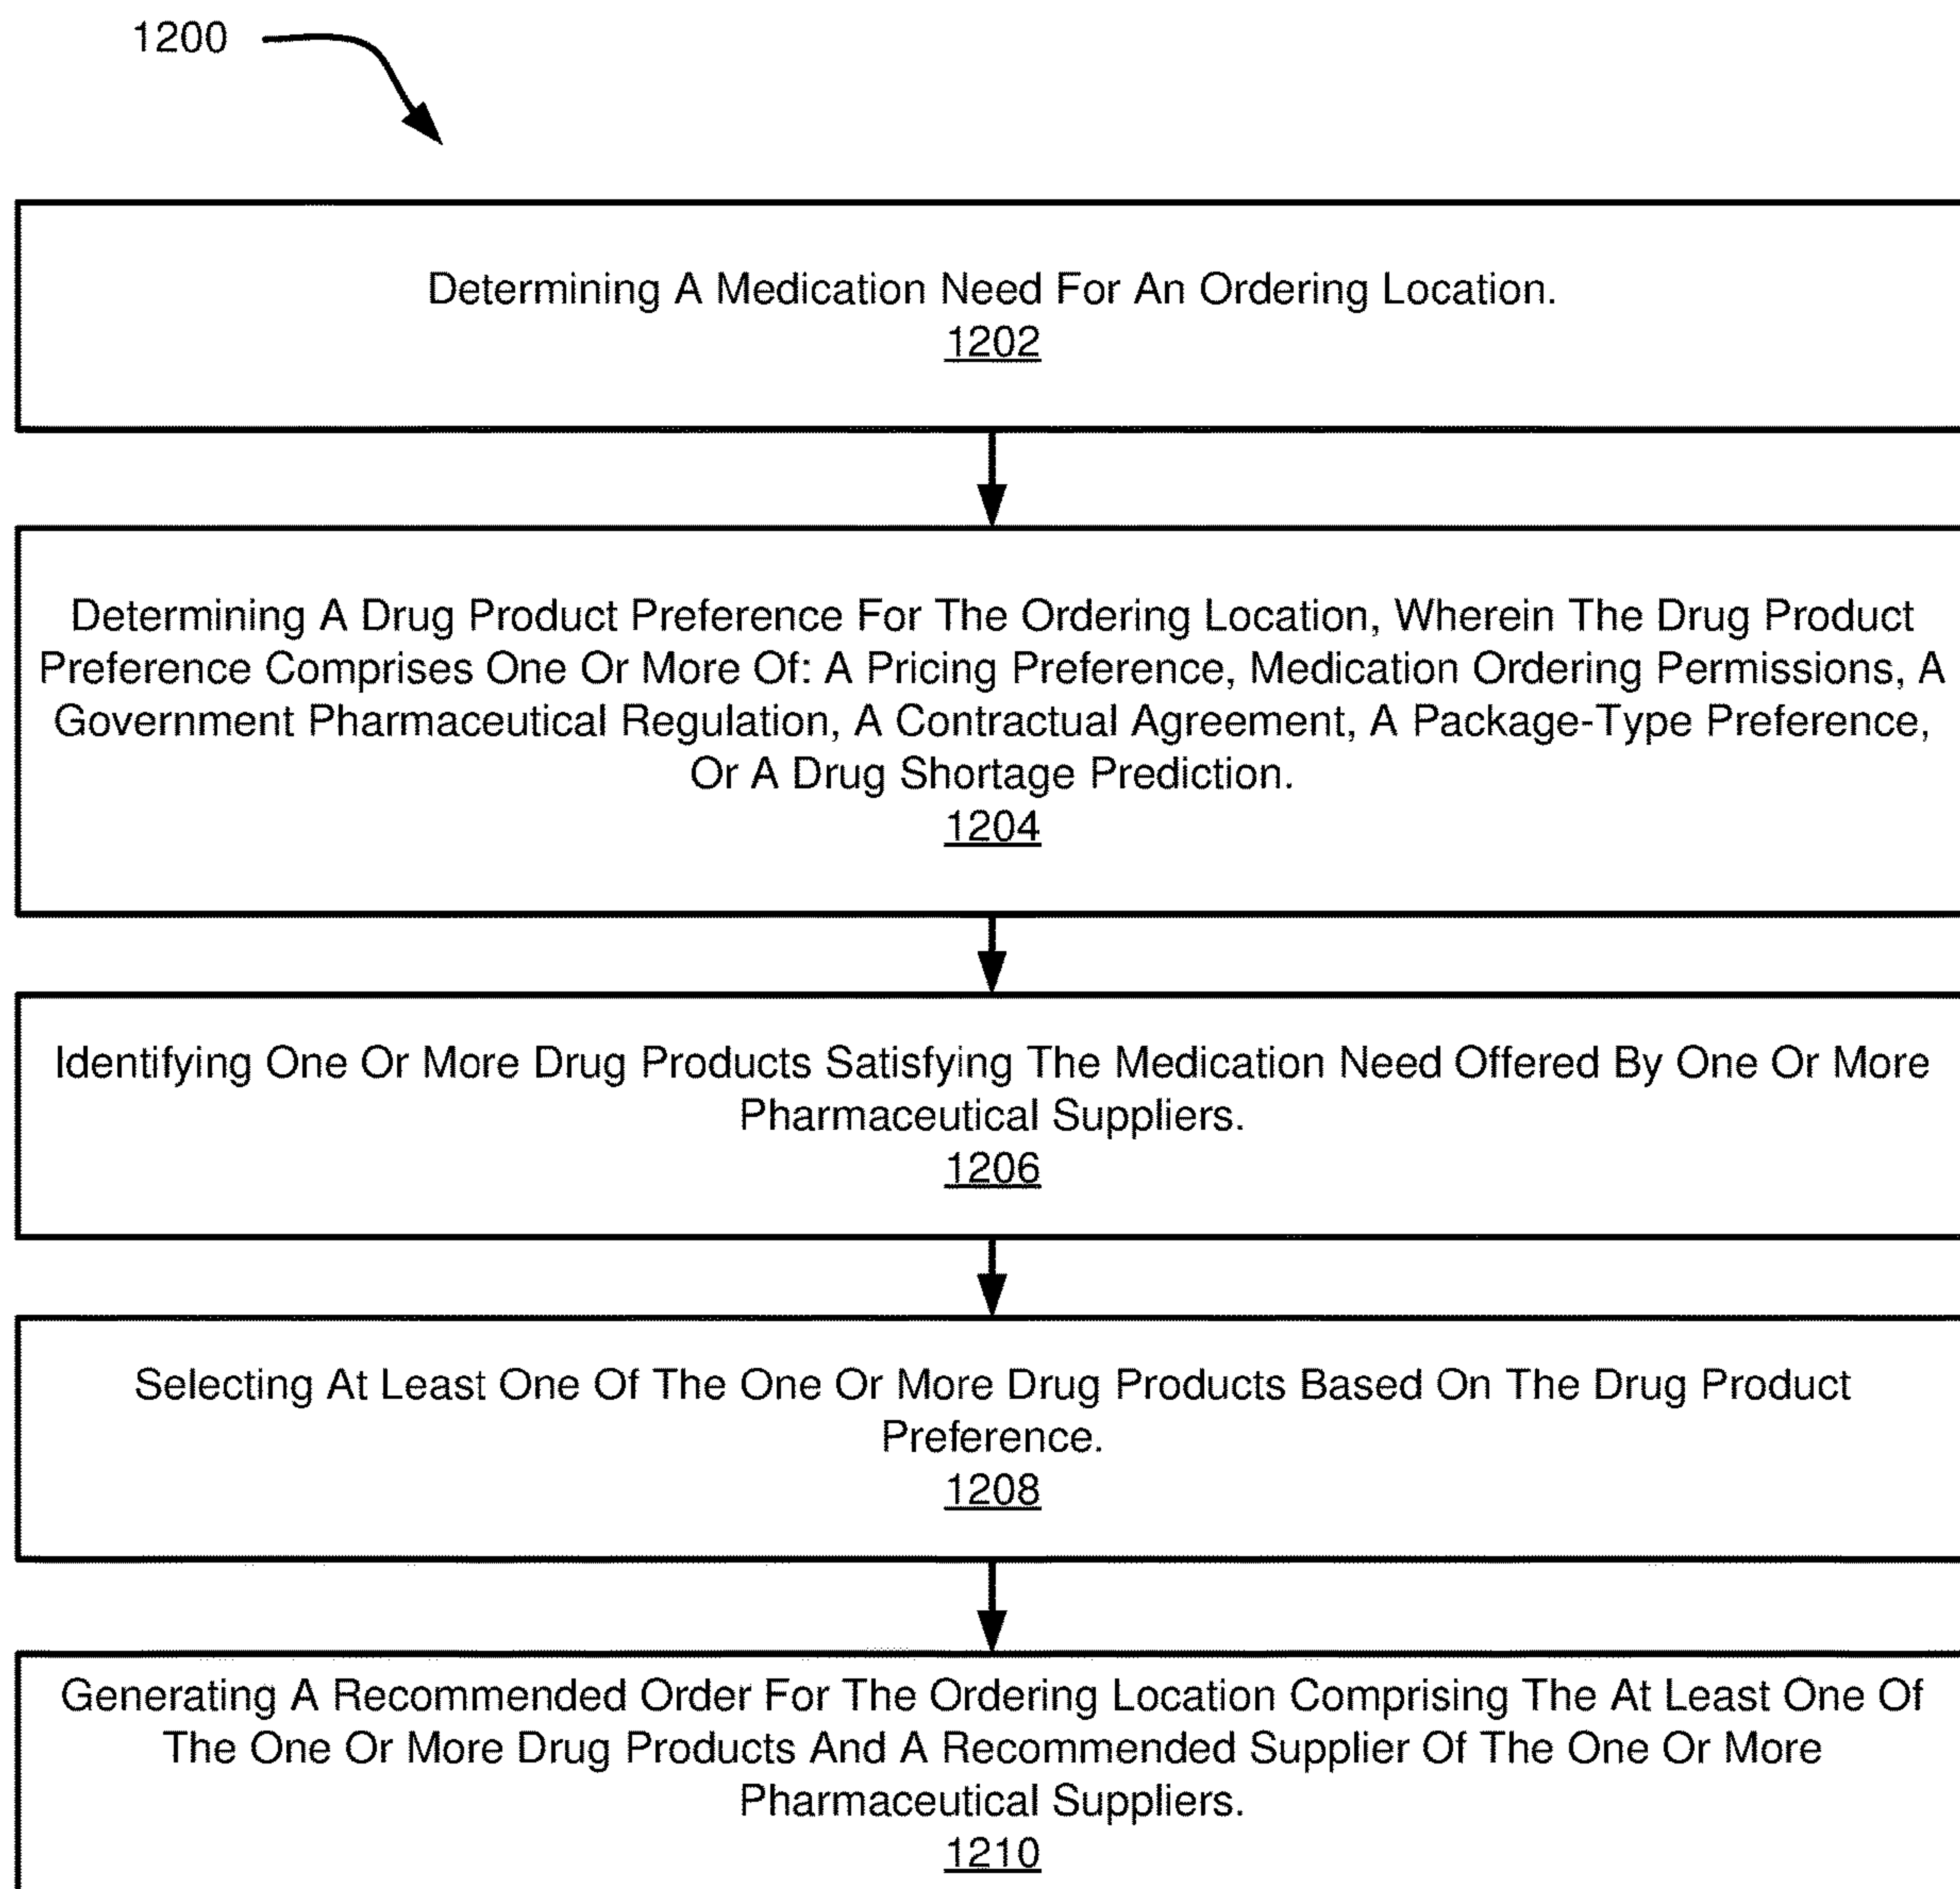 1200
Determining A Medication Need For An Ordering Location.
1202
Determining A Drug Product Preference For The Ordering Location, Wherein The Drug Product
Preference Comprises One Or More Of: A Pricing Preference, Medication Ordering Permissions, A
Government Pharmaceutical Regulation, A Contractual Agreement, A Package-Type Preference,
Or A Drug Shortage Prediction.
1204
Identifying One Or More Drug Products Satisfying The Medication Need Offered By One Or More
Pharmaceutical Suppliers.
1206
Selecting At Least One Of The One Or More Drug Products Based On The Drug Product
Preference.
1208
Generating A Recommended Order For The Ordering Location Comprising The At Least One Of
The One Or More Drug Products And A Recommended Supplier Of The One Or More
Pharmaceutical Suppliers.
1210